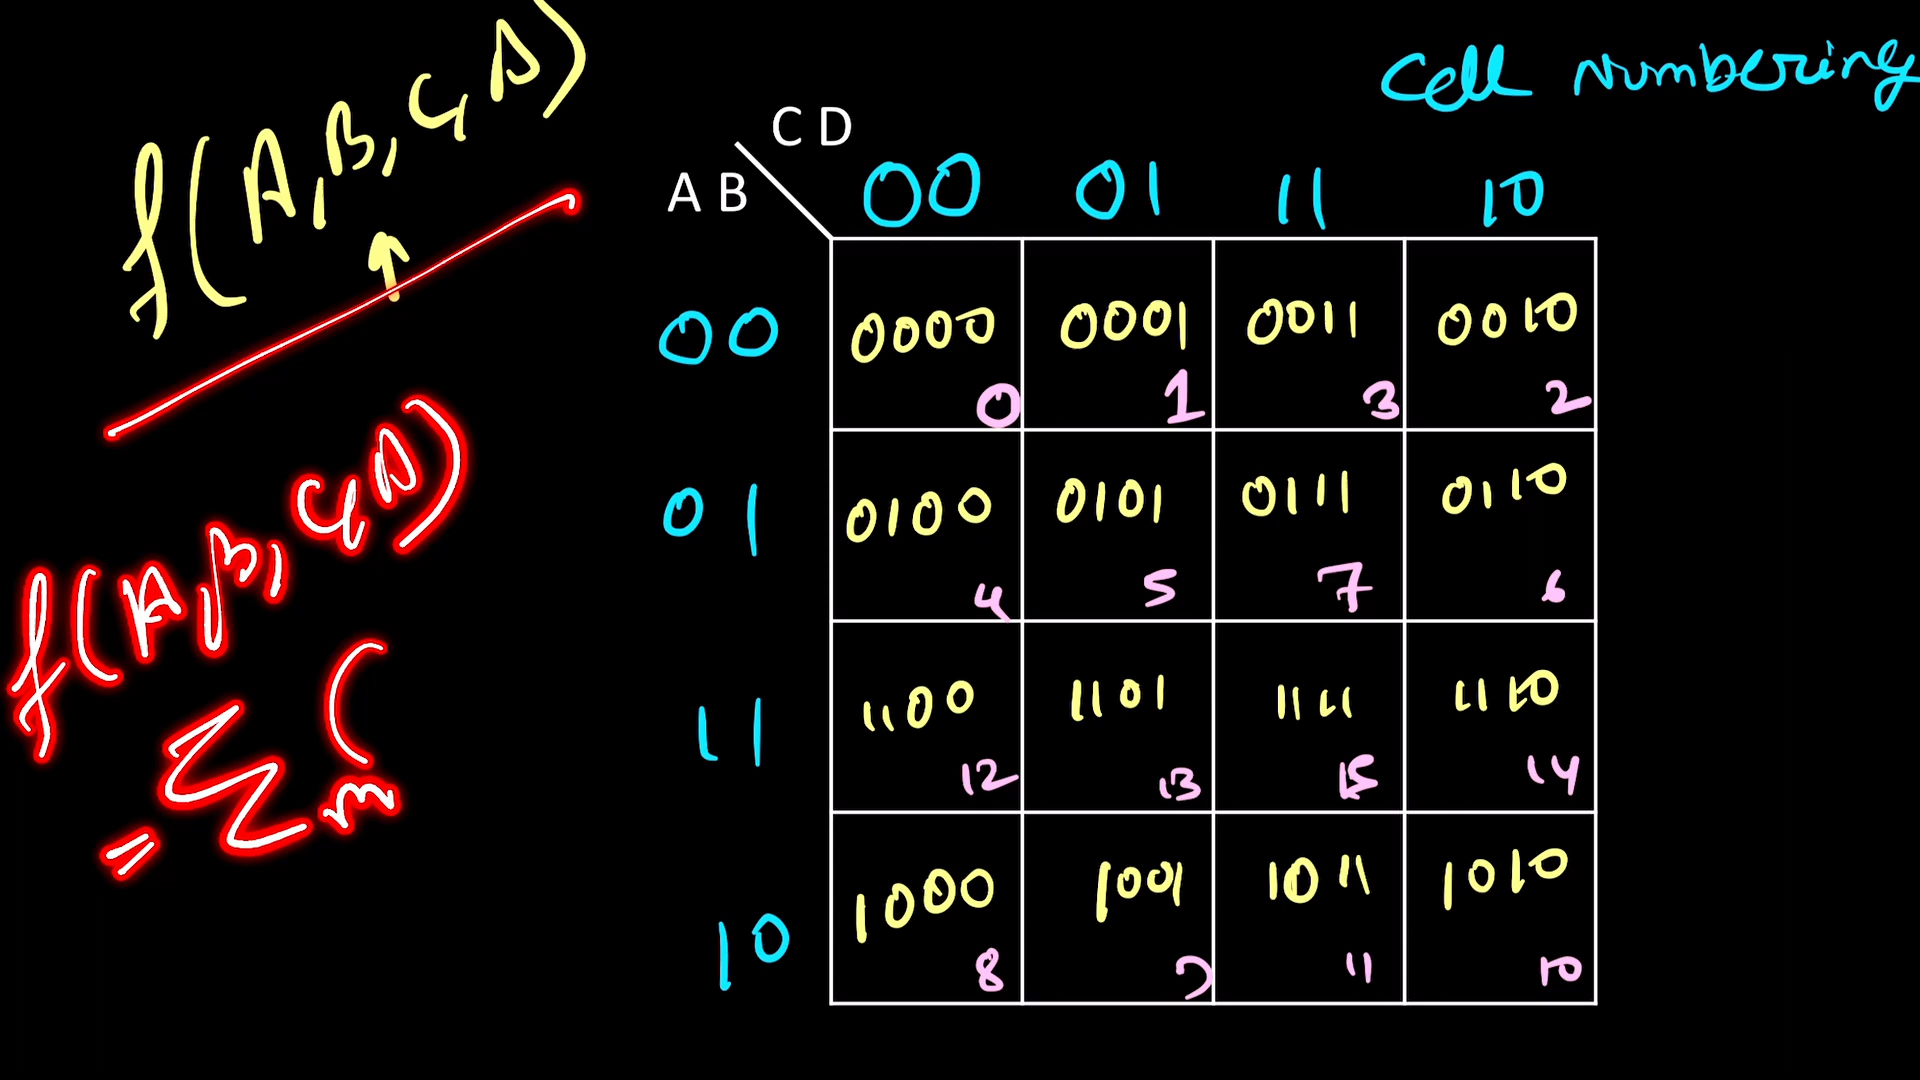 f(A,B,C,D)
Cell Numbering
C D
A B
00 01 11 10
00 0000 0001 0011 0010
0 1 3 2
01 0100 0101 0111 0110
4 5 7 6
11 1100 1101 1111 1110
12 13 15 14
10 1000 1001 1011 1010
8 9 11 10
f(A,B,C,D)
= Σm (